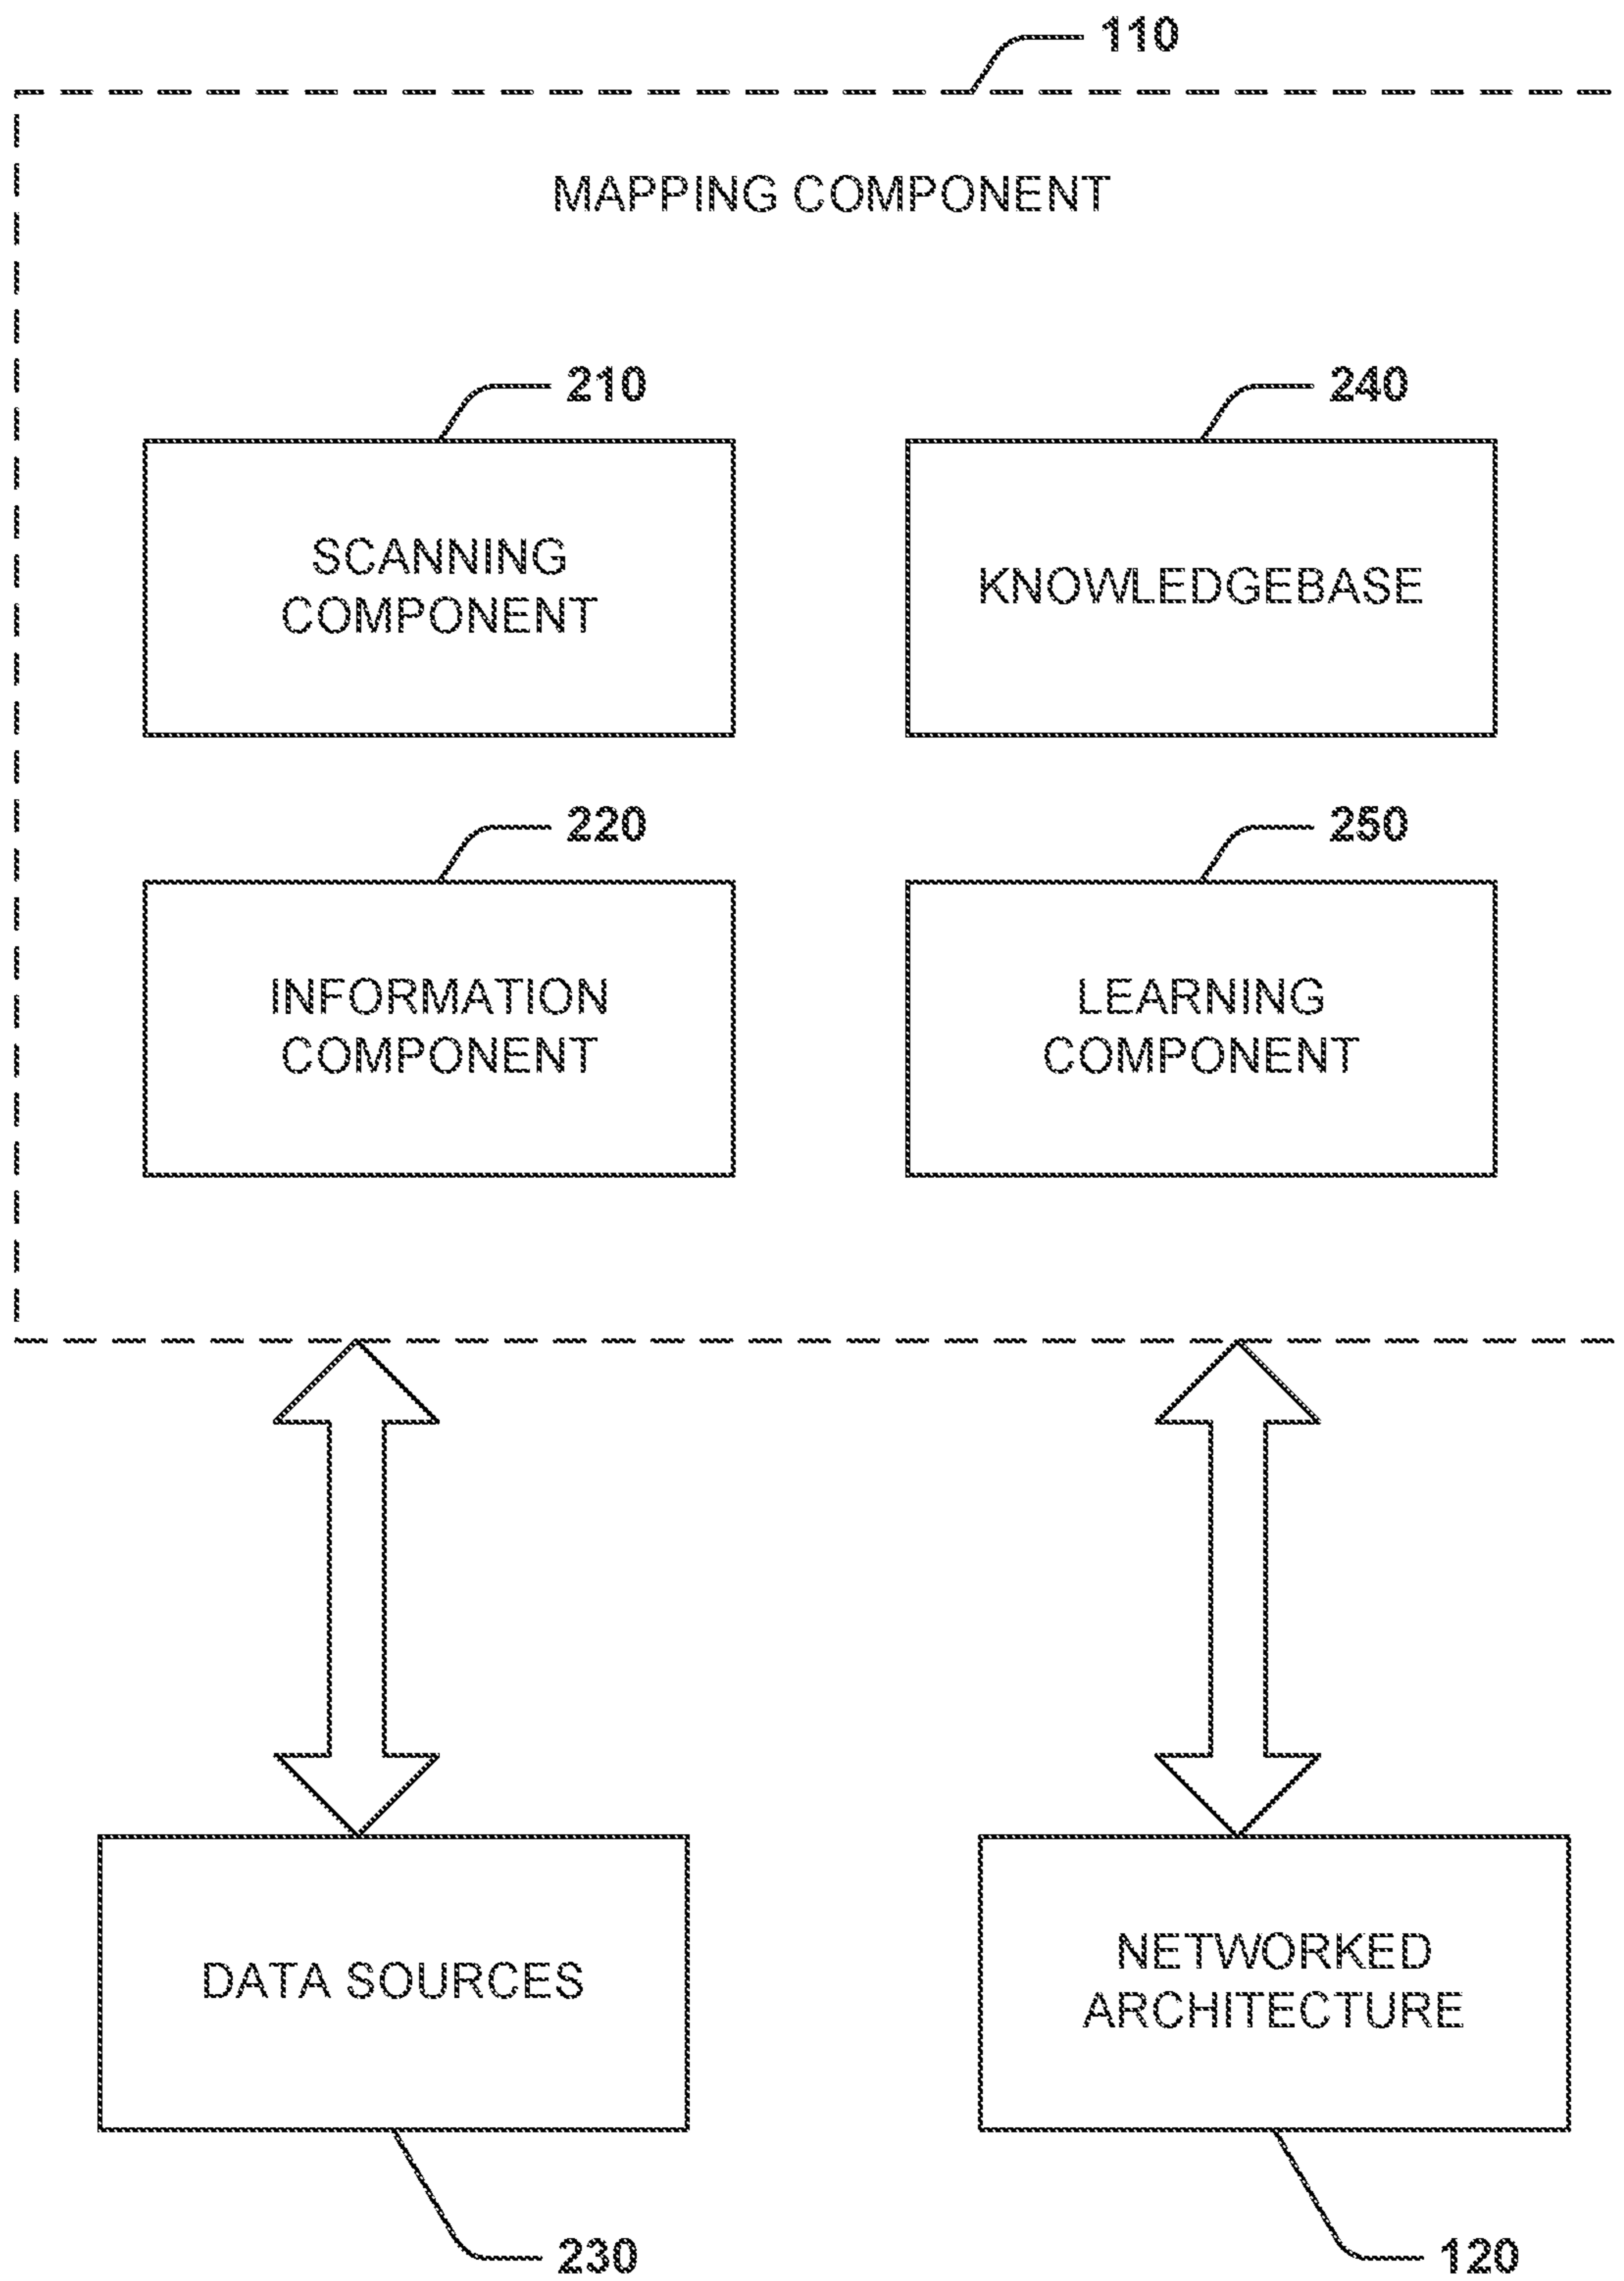 110
MAPPING COMPONENT
210
240
SCANNING
COMPONENT
KNOWLEDGEBASE
220
250
INFORMATION
COMPONENT
LEARNING
COMPONENT
DATA SOURCES
NETWORKED
ARCHITECTURE
230
120